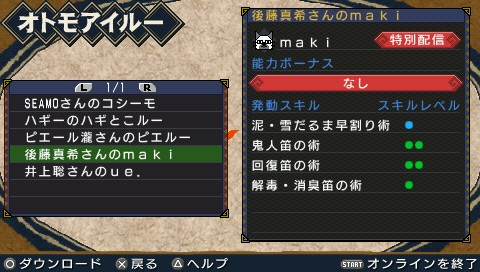 オトモアイルー
L 1/1 R
SEAMOさんのコシーモ
ハギーのハギとこルー
ピエール瀧さんのピエルー
後藤真希さんのmaki
井上聡さんのue.
後藤真希さんのmaki
maki
特別配信
能力ボーナス
なし
発動スキル スキルレベル
泥・雪だるま早割り術
鬼人笛の術
回復笛の術
解毒・消臭笛の術
ダウンロード 戻る ヘルプ
START オンラインを終了